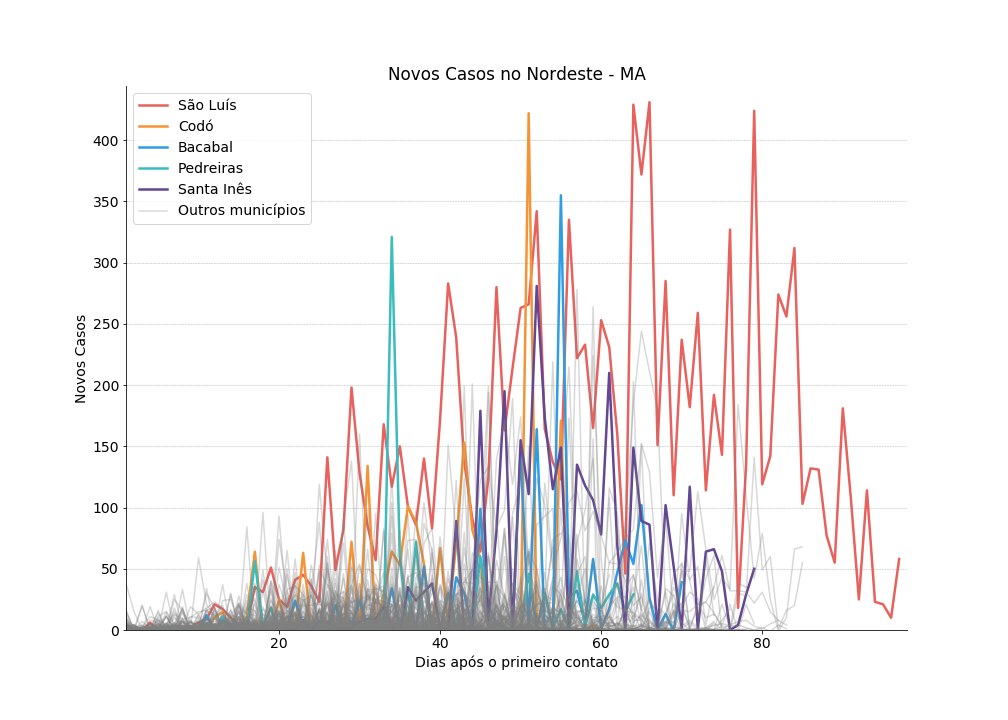 Novos Casos no Nordeste - MA
São Luís
Codó
Bacabal
Pedreiras
Santa Inês
Outros municípios
400
350
300
250
200
150
100
50
0
Novos Casos
20
40
60
80
Dias após o primeiro contato